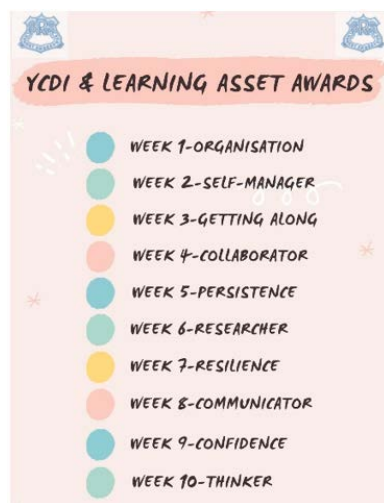 YCDI & LEARNING ASSET AWARDS
WEEK 1-ORGANISATION
WEEK 2-SELF-MANAGER
WEEK 3-GETTING ALONG
WEEK 4-COLLABORATOR
WEEK 5-PERSISTENCE
WEEK 6-RESEARCHER
WEEK 7-RESILIENCE
WEEK 8-COMMUNICATOR
WEEK 9-CONFIDENCE
WEEK 10-THINKER